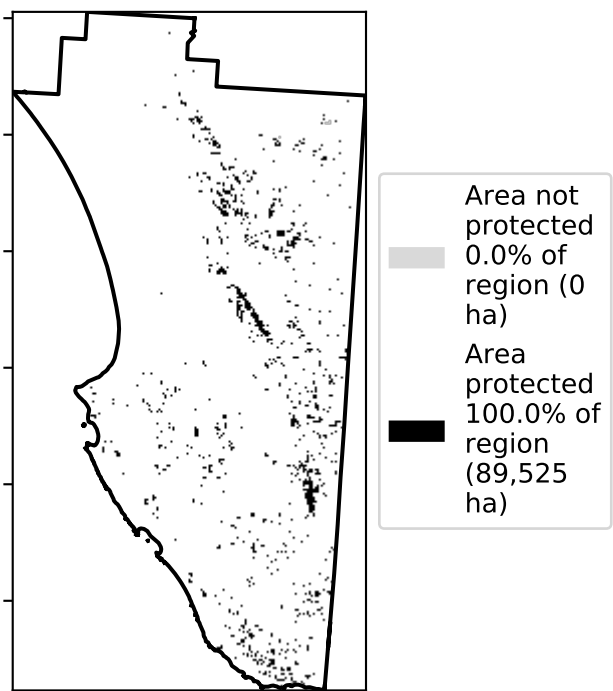 Area not
protected
0.0% of
region (0
ha)
Area
protected
100.0% of
region
(89,525
ha)